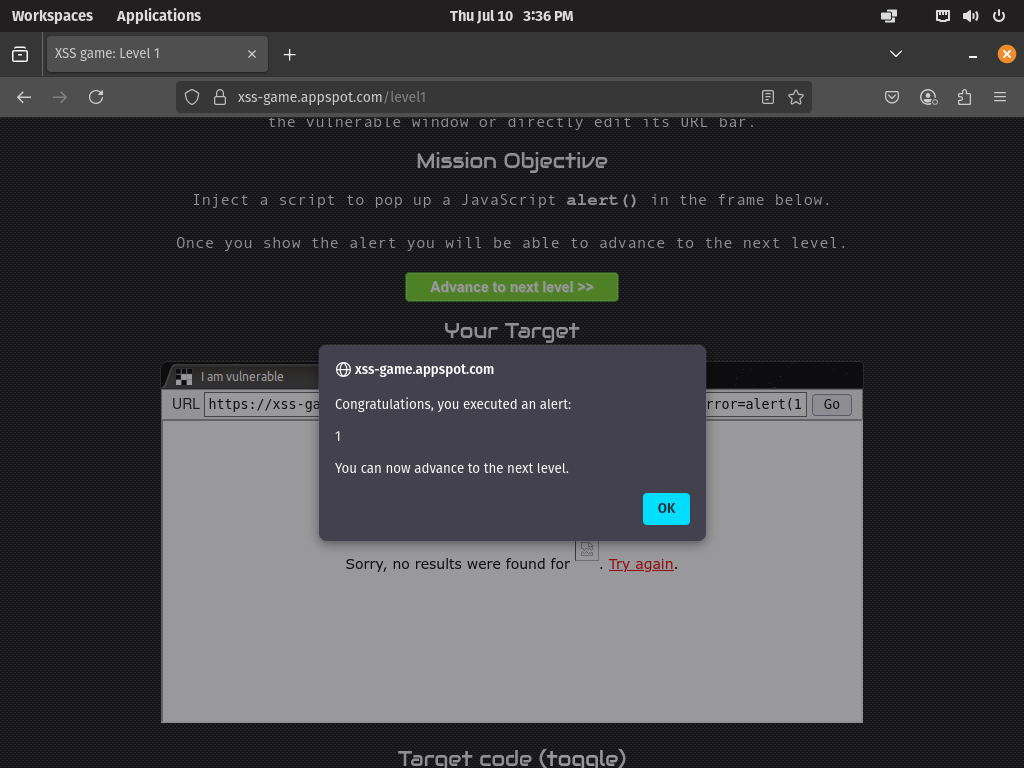 Workspaces Applications Thu Jul 10 3:36 PM
XSS game: Level 1
xss-game.appspot.com/level1
the vulnerable window or directly edit its URL bar.
Mission Objective
Inject a script to pop up a JavaScript alert() in the frame below.
Once you show the alert you will be able to advance to the next level.
Advance to next level >>
Your Target
I am vulnerable
URL https://xss-ga rror=alert(1 Go
xss-game.appspot.com
Congratulations, you executed an alert:
1
You can now advance to the next level.
OK
Sorry, no results were found for . Try again.
Target code (toggle)